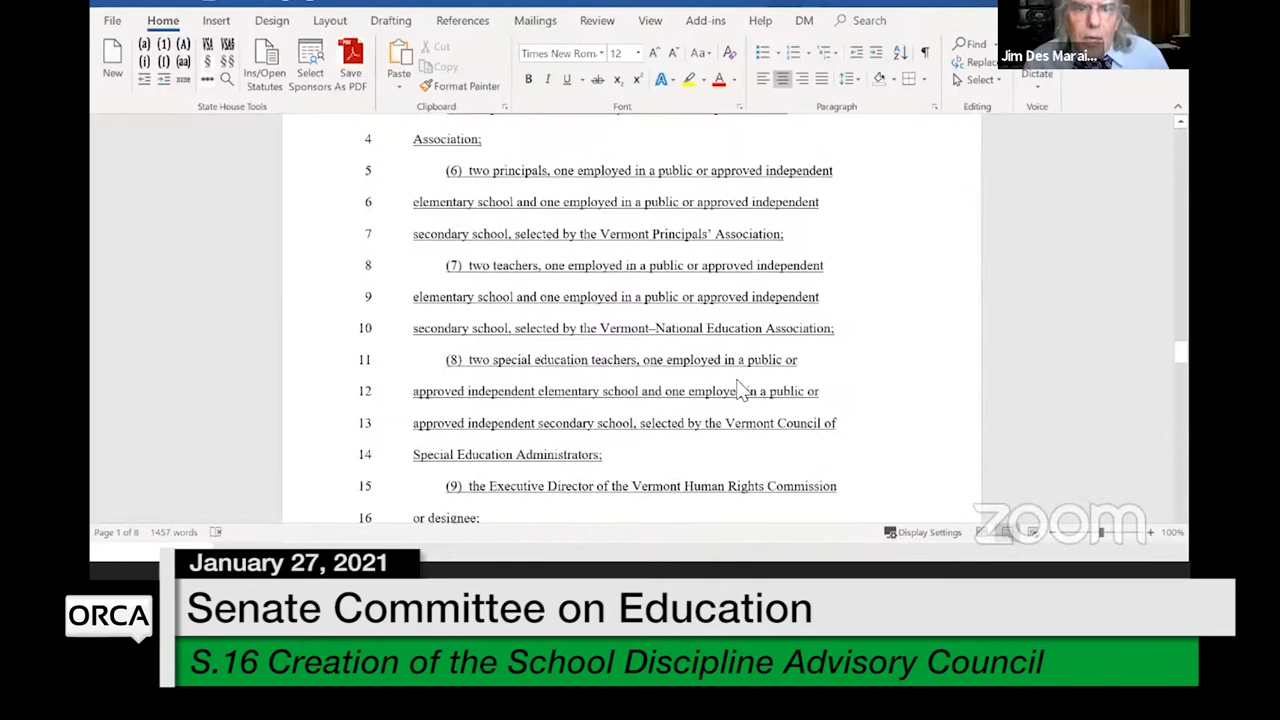 File Home Insert Design Layout Drafting References Mailings Review View Add-ins Help DM Search
(a) (1) (A)
(i) (I) (aa)
New
Ins/Open Statutes
Select Sponsors
Save As PDF
State House Tools
Paste
Cut
Copy
Format Painter
Clipboard
Times New Rom 12
Font
Paragraph
Find
Replace
Select
Editing
Dictate
Voice
Jim Des Marai...
4 Association;
5 (6) two principals, one employed in a public or approved independent
6 elementary school and one employed in a public or approved independent
7 secondary school, selected by the Vermont Principals' Association;
8 (7) two teachers, one employed in a public or approved independent
9 elementary school and one employed in a public or approved independent
10 secondary school, selected by the Vermont–National Education Association;
11 (8) two special education teachers, one employed in a public or
12 approved independent elementary school and one employed in a public or
13 approved independent secondary school, selected by the Vermont Council of
14 Special Education Administrators;
15 (9) the Executive Director of the Vermont Human Rights Commission
16 or designee;
Page 1 of 8 1457 words Display Settings 100%
zoom
January 27, 2021
ORCA
Senate Committee on Education
S.16 Creation of the School Discipline Advisory Council